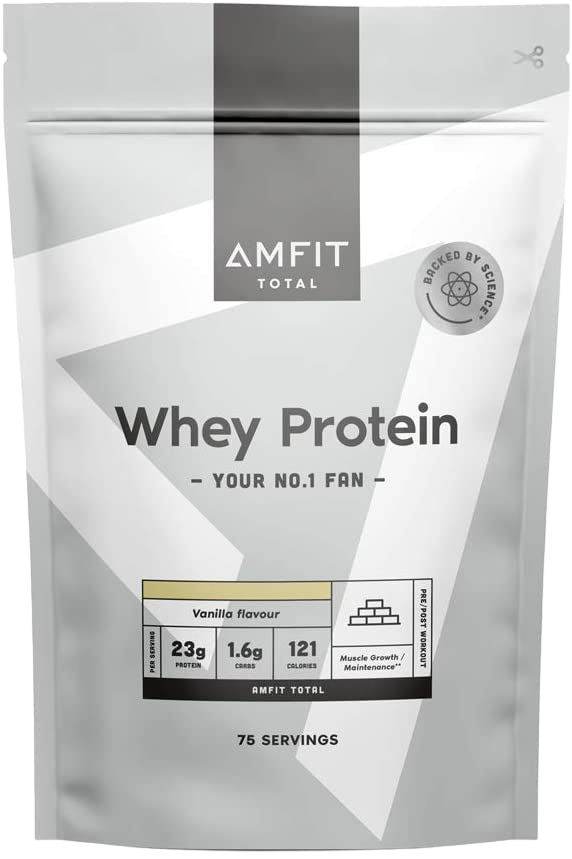 AMFIT
TOTAL
BACKED BY SCIENCE*
Whey Protein
- YOUR NO.1 FAN -
Vanilla flavour
PER SERVING
23g
PROTEIN
1.6g
CARBS
121
CALORIES
Muscle Growth /
Maintenance**
PRE/POST WORKOUT
AMFIT TOTAL
75 SERVINGS